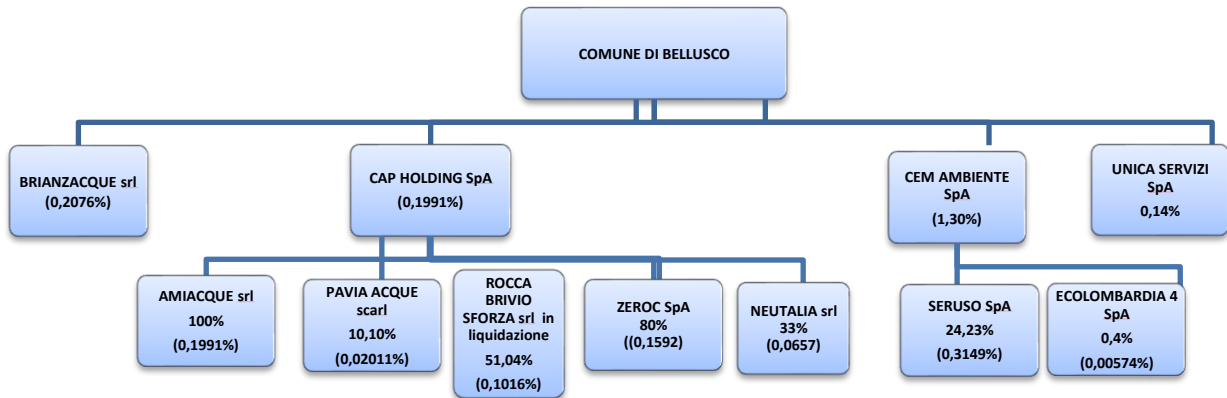 COMUNE DI BELLUSCO
BRIANZACQUE srl
(0,2076%)
CAP HOLDING SpA
(0,1991%)
CEM AMBIENTE
SpA
(1,30%)
UNICA SERVIZI
SpA
0,14%
AMIACQUE srl
100%
(0,1991%)
PAVIA ACQUE
scarl
10,10%
(0,02011%)
ROCCA
BRIVIO
SFORZA srl in
liquidazione
51,04%
(0,1016%)
ZEROC SpA
80%
((0,1592)
NEUTALIA srl
33%
(0,0657)
SERUSO SpA
24,23%
(0,3149%)
ECOLOMBARDIA 4
SpA
0,4%
(0,00574%)